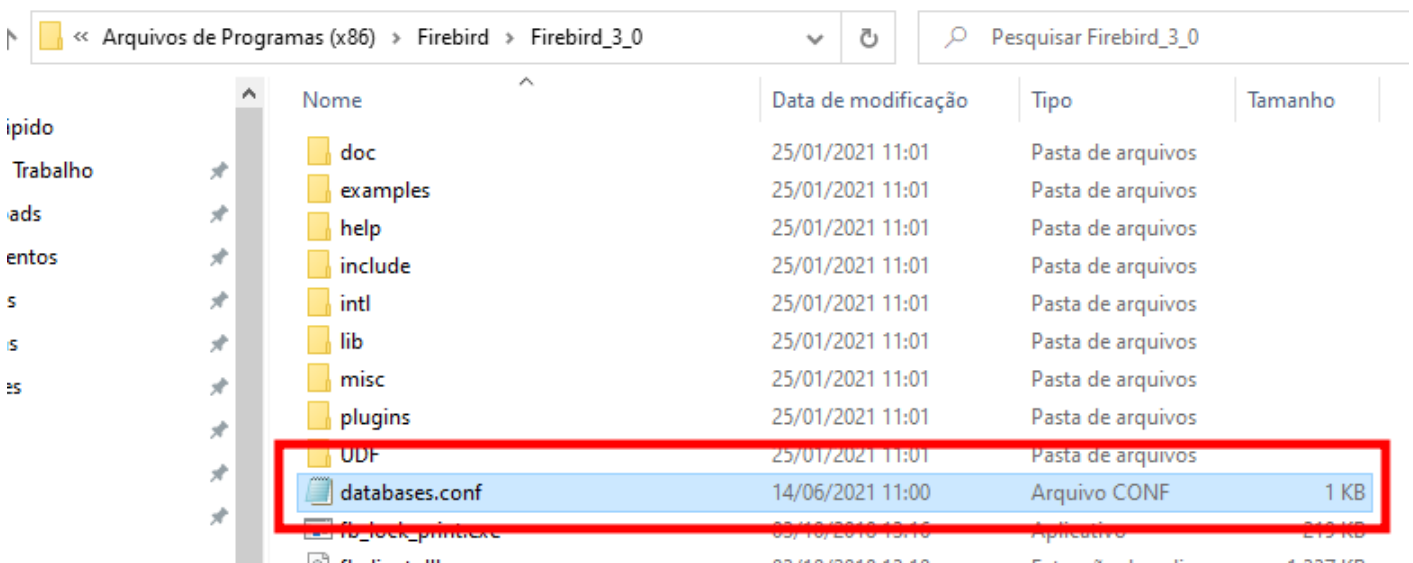 « Arquivos de Programas (x86) > Firebird > Firebird_3_0 Pesquisar Firebird_3_0
Nome Data de modificação Tipo Tamanho
ápido
Trabalho
ads
entos
s
s
es
doc 25/01/2021 11:01 Pasta de arquivos
examples 25/01/2021 11:01 Pasta de arquivos
help 25/01/2021 11:01 Pasta de arquivos
include 25/01/2021 11:01 Pasta de arquivos
intl 25/01/2021 11:01 Pasta de arquivos
lib 25/01/2021 11:01 Pasta de arquivos
misc 25/01/2021 11:01 Pasta de arquivos
plugins 25/01/2021 11:01 Pasta de arquivos
UDF 25/01/2021 11:01 Pasta de arquivos
databases.conf 14/06/2021 11:00 Arquivo CONF 1 KB
fb_lock_print.exe Aplicativo 219 KB